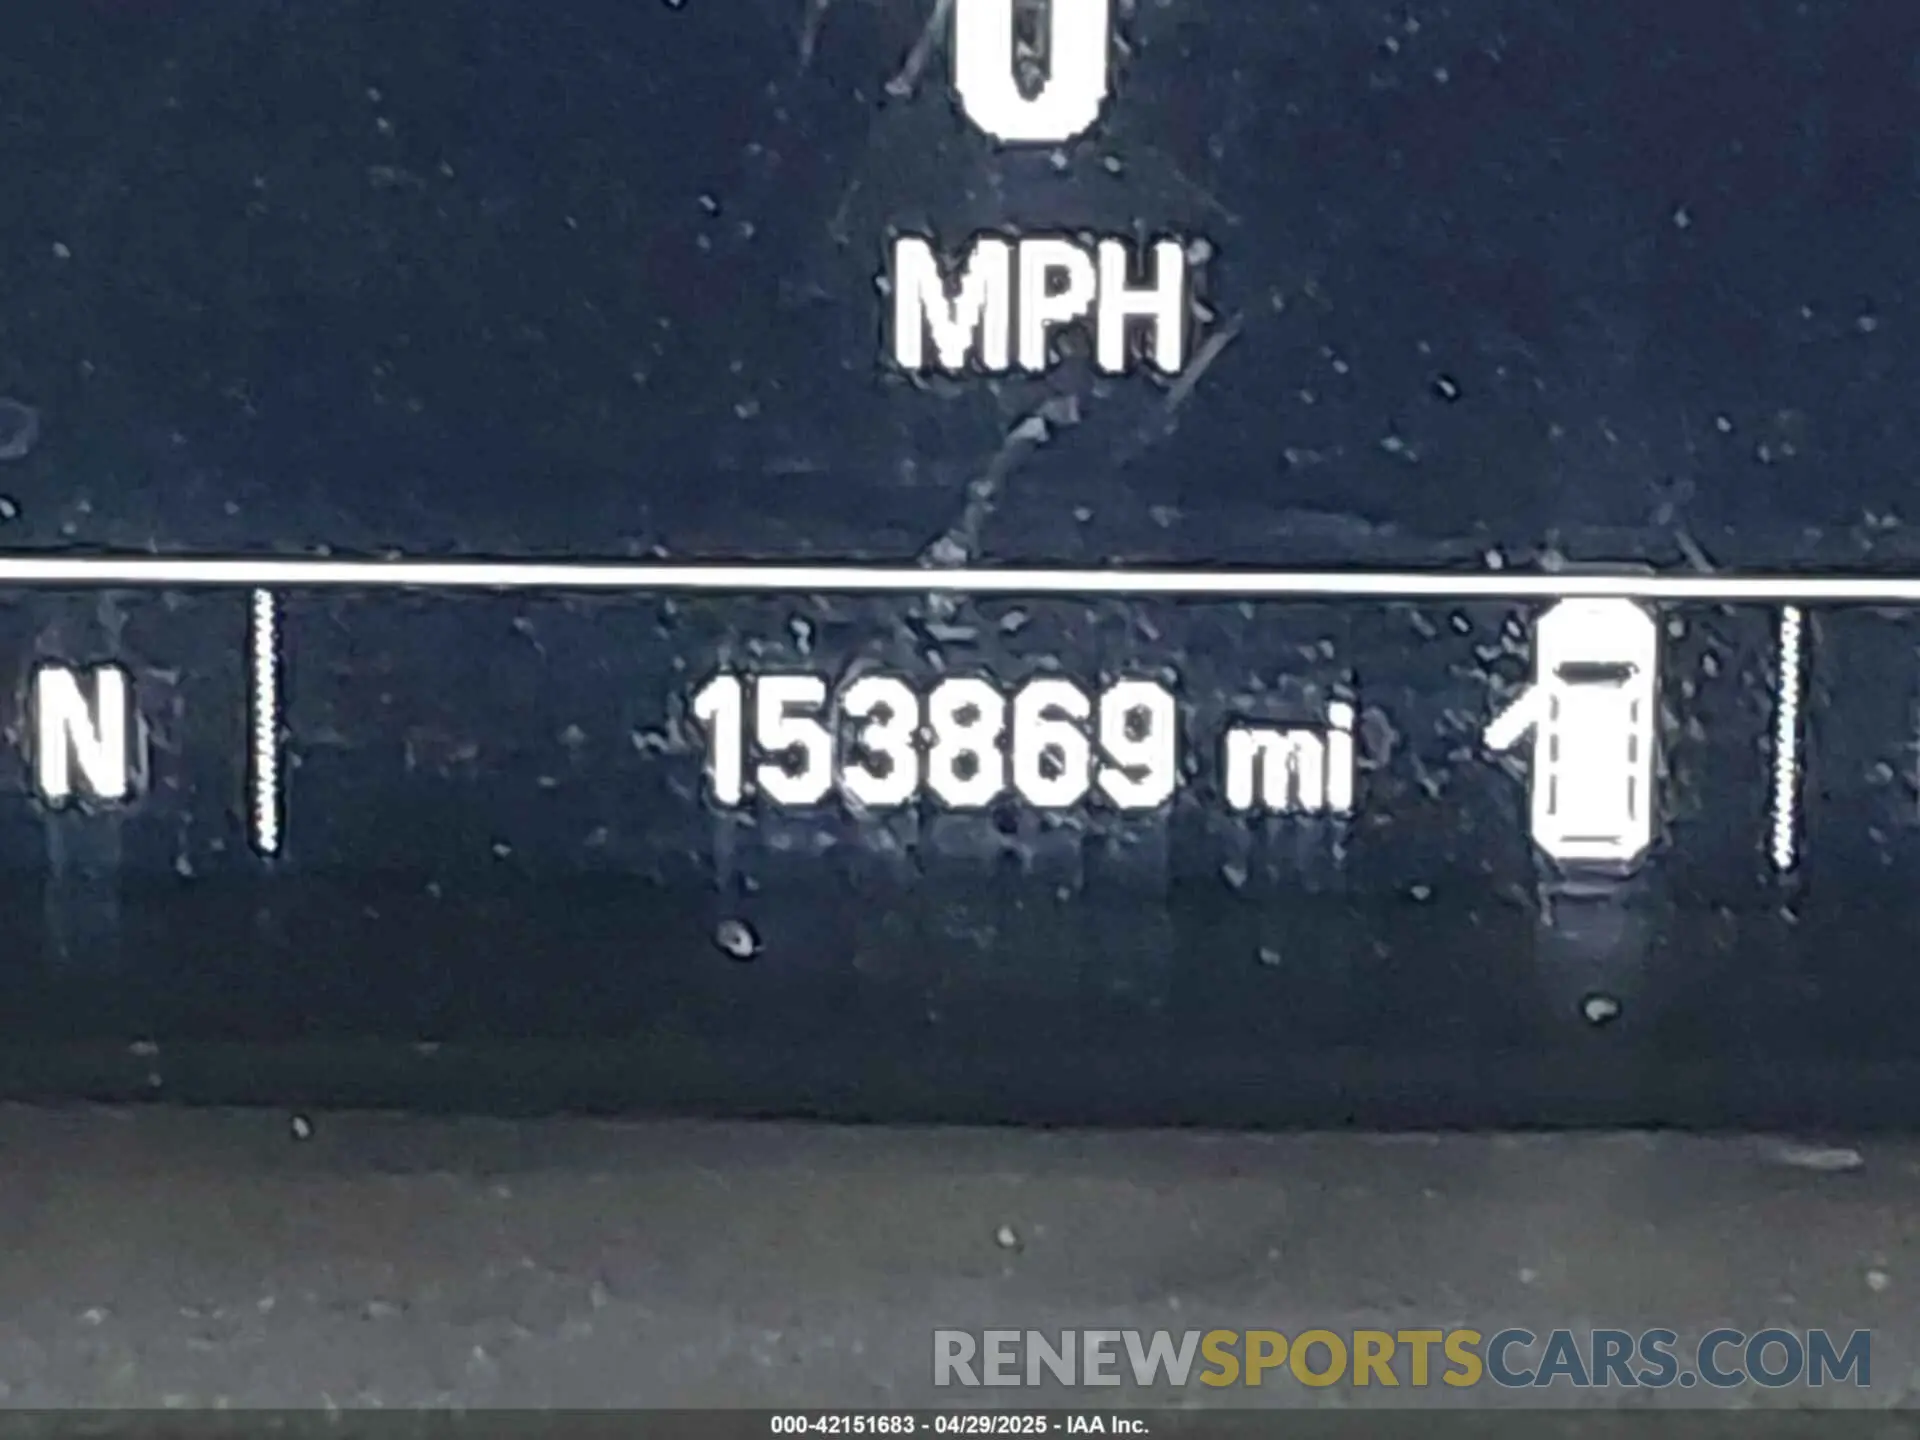 0
MPH
N
153869 mi
RENEWSPORTSCARS.COM
000-42151683 - 04/29/2025 - IAA Inc.